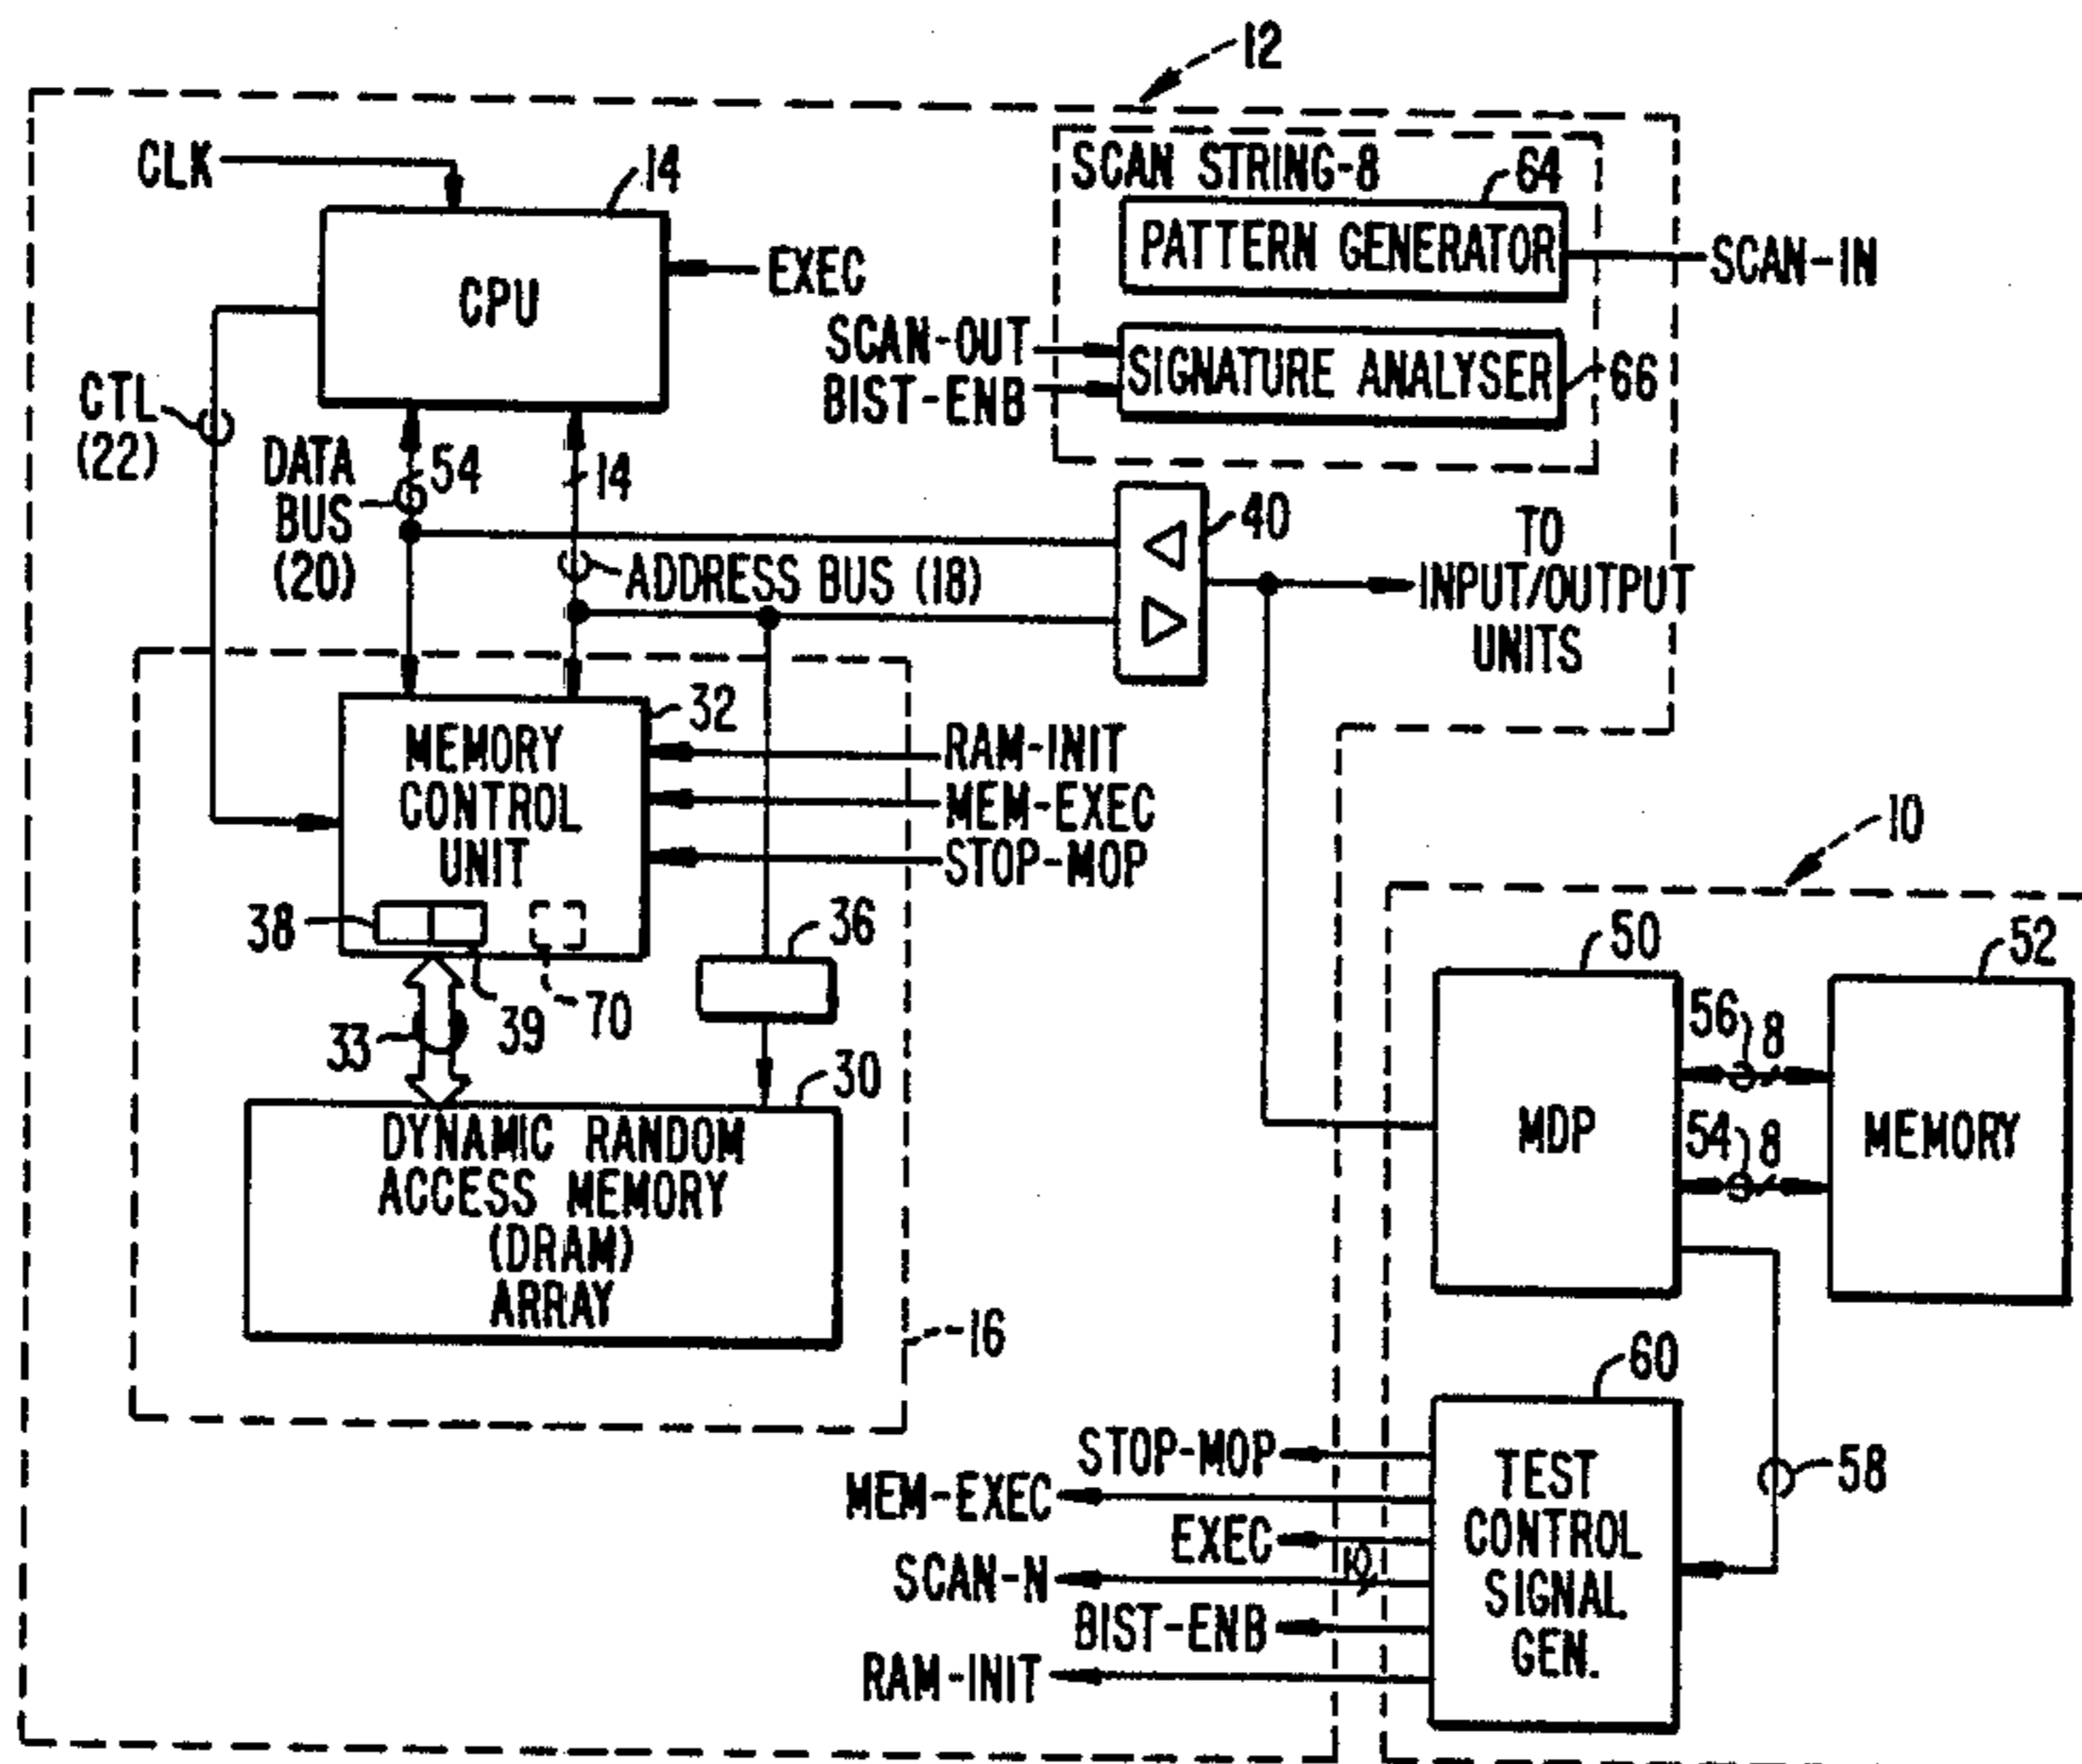 12
CLK
14
SCAN STRING-8
64
PATTERN GENERATOR
SCAN-IN
CPU
EXEC
SCAN-OUT
BIST-ENB
SIGNATURE ANALYSER
66
CTL
(22)
DATA
BUS
(20)
54
14
40
TO
INPUT/OUTPUT
UNITS
ADDRESS BUS (18)
32
MEMORY
CONTROL
UNIT
RAM-INIT
MEM-EXEC
STOP-MOP
10
38
39
70
36
33
30
50
52
56
8
54
8
MDP
MEMORY
DYNAMIC RANDOM
ACCESS MEMORY
(DRAM)
ARRAY
16
60
58
STOP-MOP
MEM-EXEC
EXEC
SCAN-N
10
BIST-ENB
RAM-INIT
TEST
CONTROL
SIGNAL
GEN.